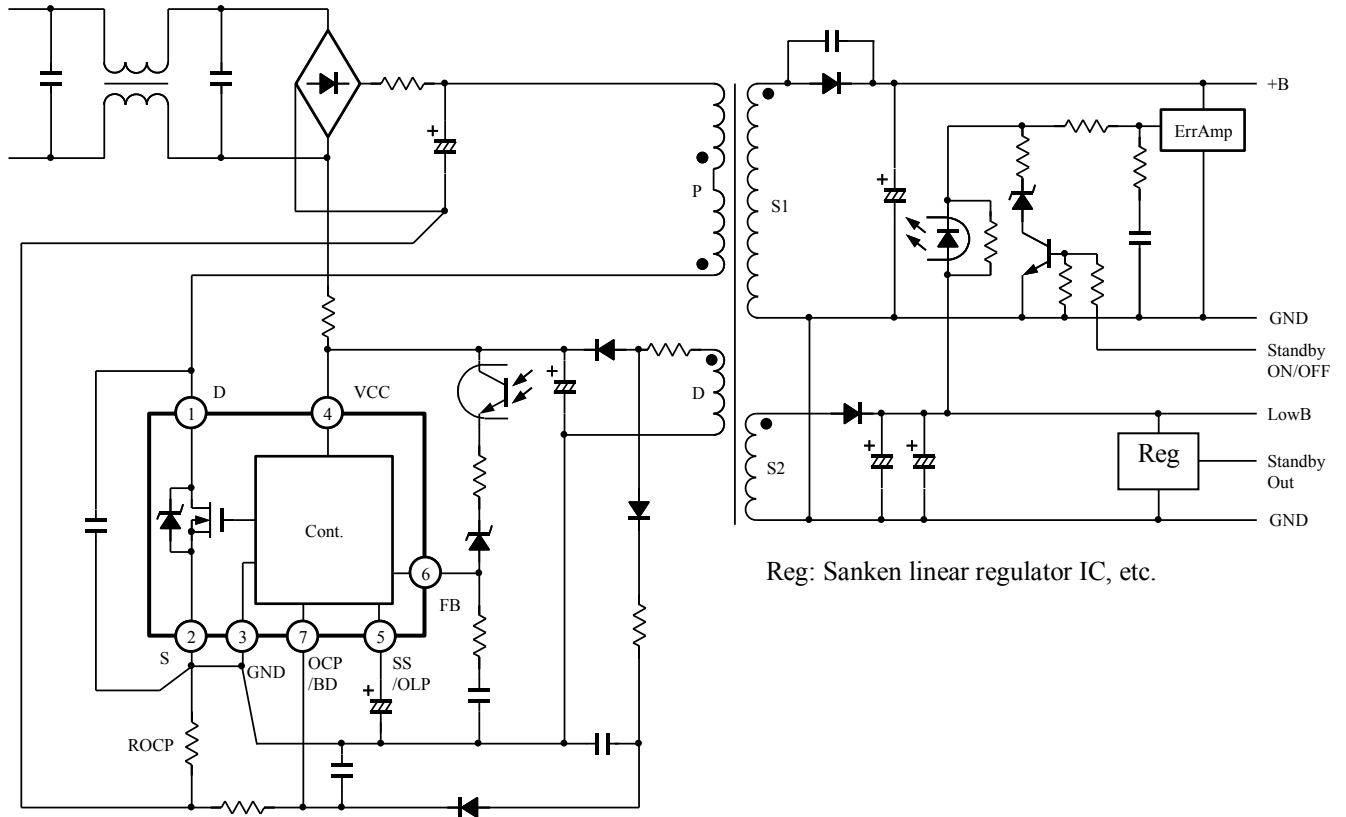 +
+B
ErrAmp
P
S1
+
GND
Standby
ON/OFF
D
VCC
+
D
1
4
LowB
S2
+
+
Reg
Standby
Out
GND
Cont.
6
FB
Reg: Sanken linear regulator IC, etc.
2
3
7
5
S
GND
OCP
/BD
SS
/OLP
+
ROCP